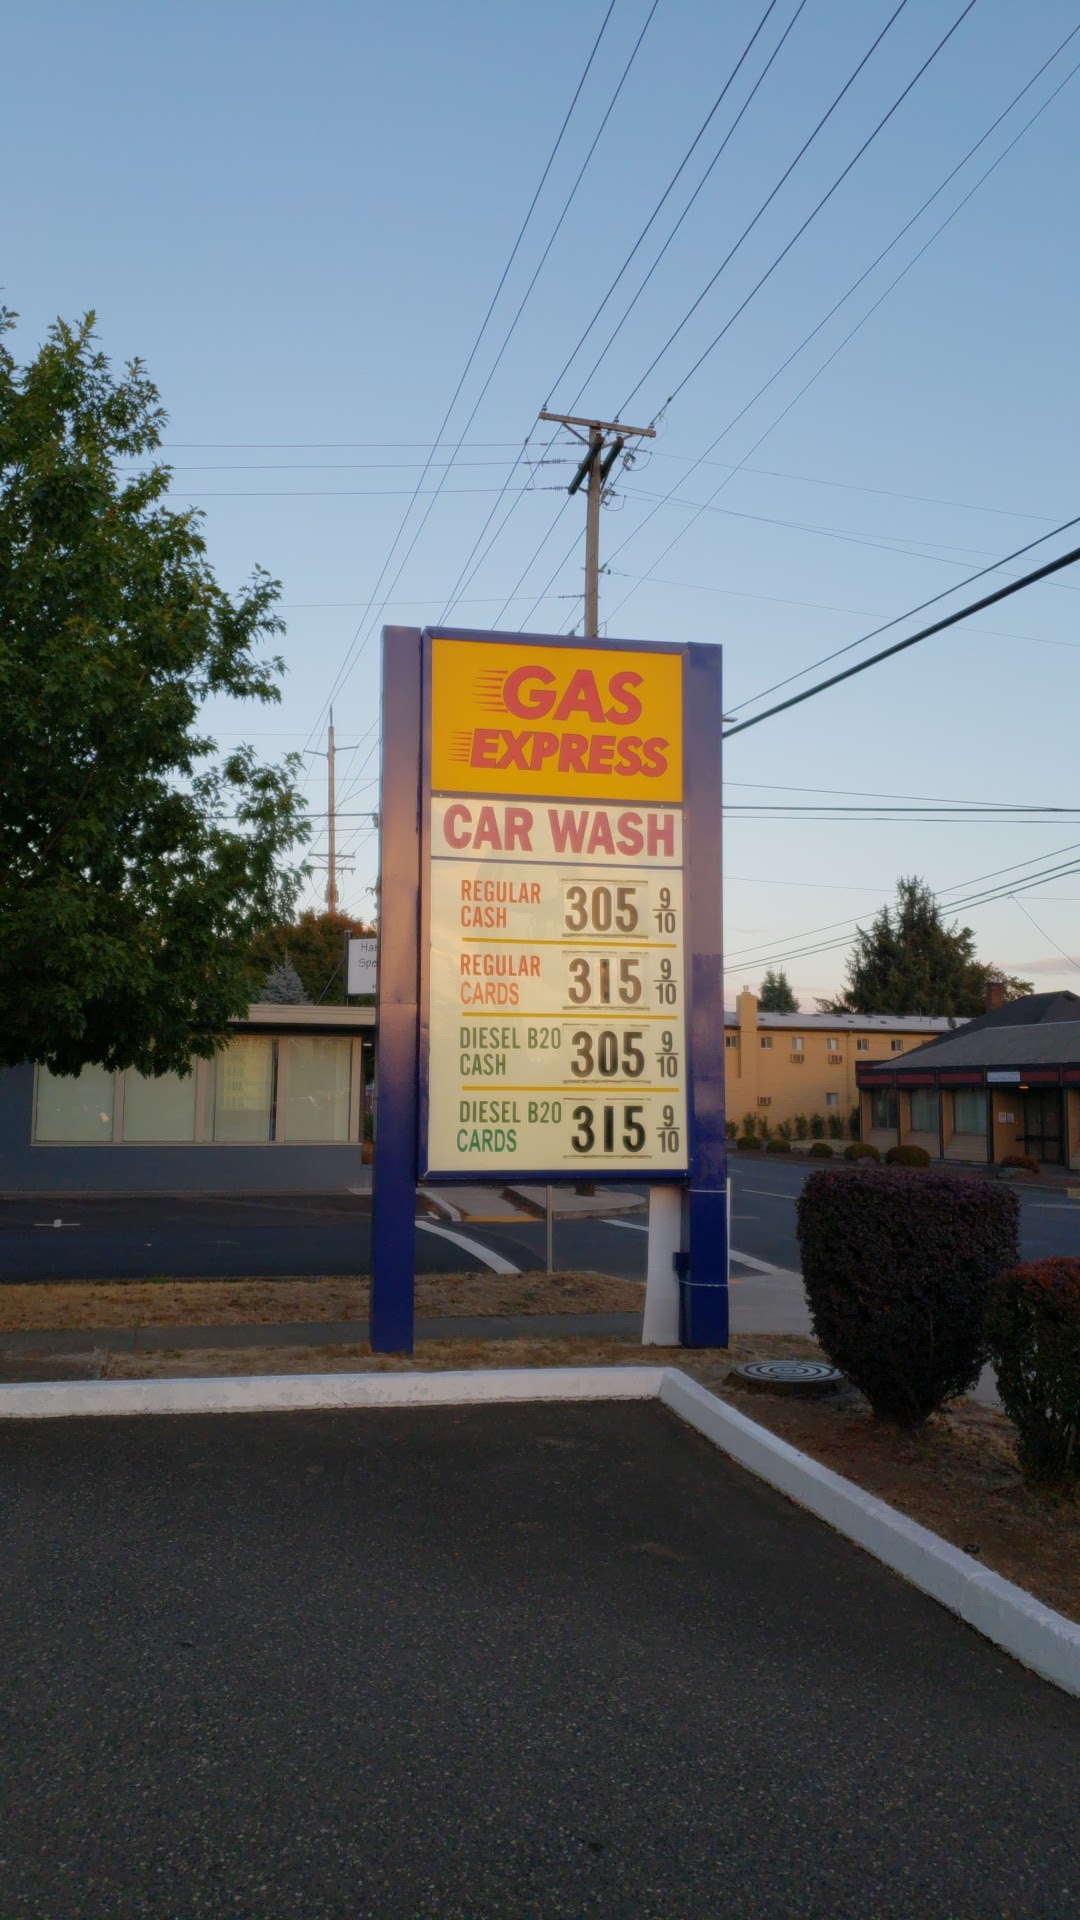 GAS
EXPRESS
CAR WASH
REGULAR
CASH
305 9/10
REGULAR
CARDS
315 9/10
DIESEL B20
CASH
305 9/10
DIESEL B20
CARDS
315 9/10